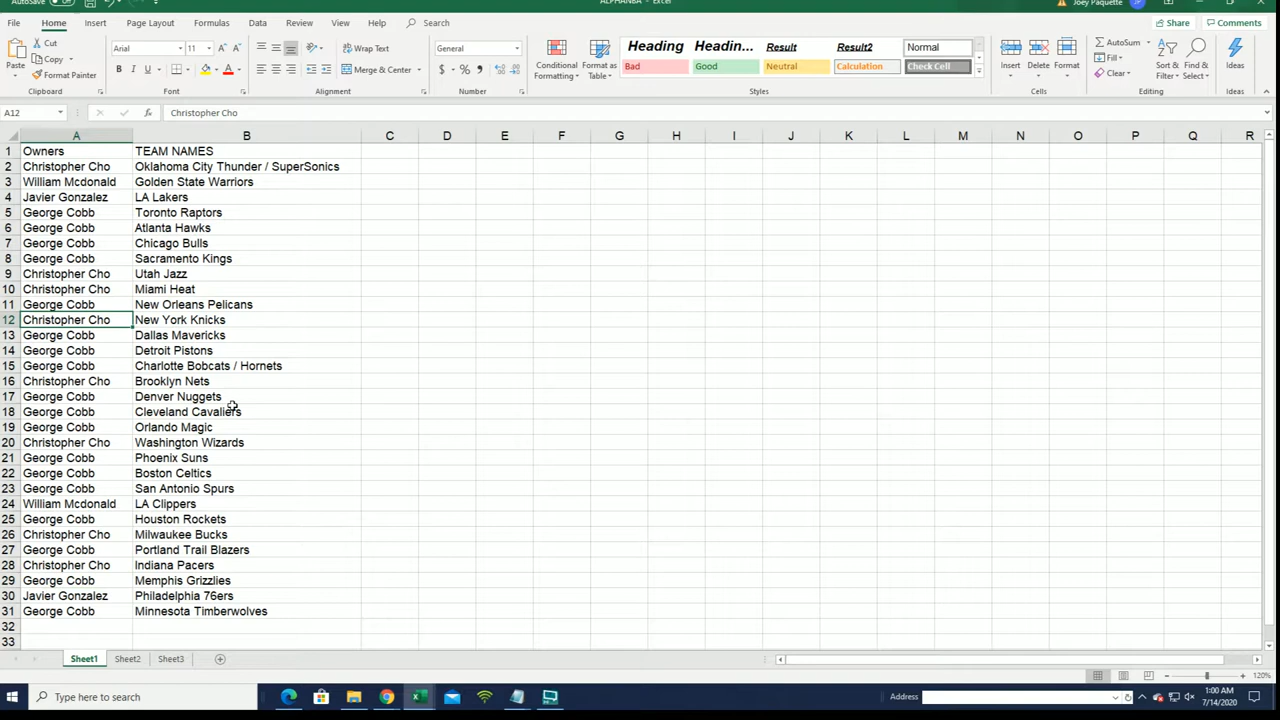 AutoSave Off ALPHANBA - Excel Joey Paquette JP
File Home Insert Page Layout Formulas Data Review View Help Search Share Comments
Cut
Copy
Format Painter
Paste
Arial 11
Wrap Text
Merge & Center
General
Conditional Formatting
Format as Table
Heading Headin... Result Result2 Normal
Bad Good Neutral Calculation Check Cell
Insert Delete Format
AutoSum
Fill
Clear
Sort & Filter
Find & Select
Ideas
Clipboard Font Alignment Number Styles Cells Editing Ideas
A12 fx Christopher Cho
A B C D E F G H I J K L M N O P Q R
1 Owners TEAM NAMES
2 Christopher Cho Oklahoma City Thunder / SuperSonics
3 William Mcdonald Golden State Warriors
4 Javier Gonzalez LA Lakers
5 George Cobb Toronto Raptors
6 George Cobb Atlanta Hawks
7 George Cobb Chicago Bulls
8 George Cobb Sacramento Kings
9 Christopher Cho Utah Jazz
10 Christopher Cho Miami Heat
11 George Cobb New Orleans Pelicans
12 Christopher Cho New York Knicks
13 George Cobb Dallas Mavericks
14 George Cobb Detroit Pistons
15 George Cobb Charlotte Bobcats / Hornets
16 Christopher Cho Brooklyn Nets
17 George Cobb Denver Nuggets
18 George Cobb Cleveland Cavaliers
19 George Cobb Orlando Magic
20 Christopher Cho Washington Wizards
21 George Cobb Phoenix Suns
22 George Cobb Boston Celtics
23 George Cobb San Antonio Spurs
24 William Mcdonald LA Clippers
25 George Cobb Houston Rockets
26 Christopher Cho Milwaukee Bucks
27 George Cobb Portland Trail Blazers
28 Christopher Cho Indiana Pacers
29 George Cobb Memphis Grizzlies
30 Javier Gonzalez Philadelphia 76ers
31 George Cobb Minnesota Timberwolves
32
33
Sheet1 Sheet2 Sheet3
120%
Type here to search Address 1:00 AM
7/14/2020